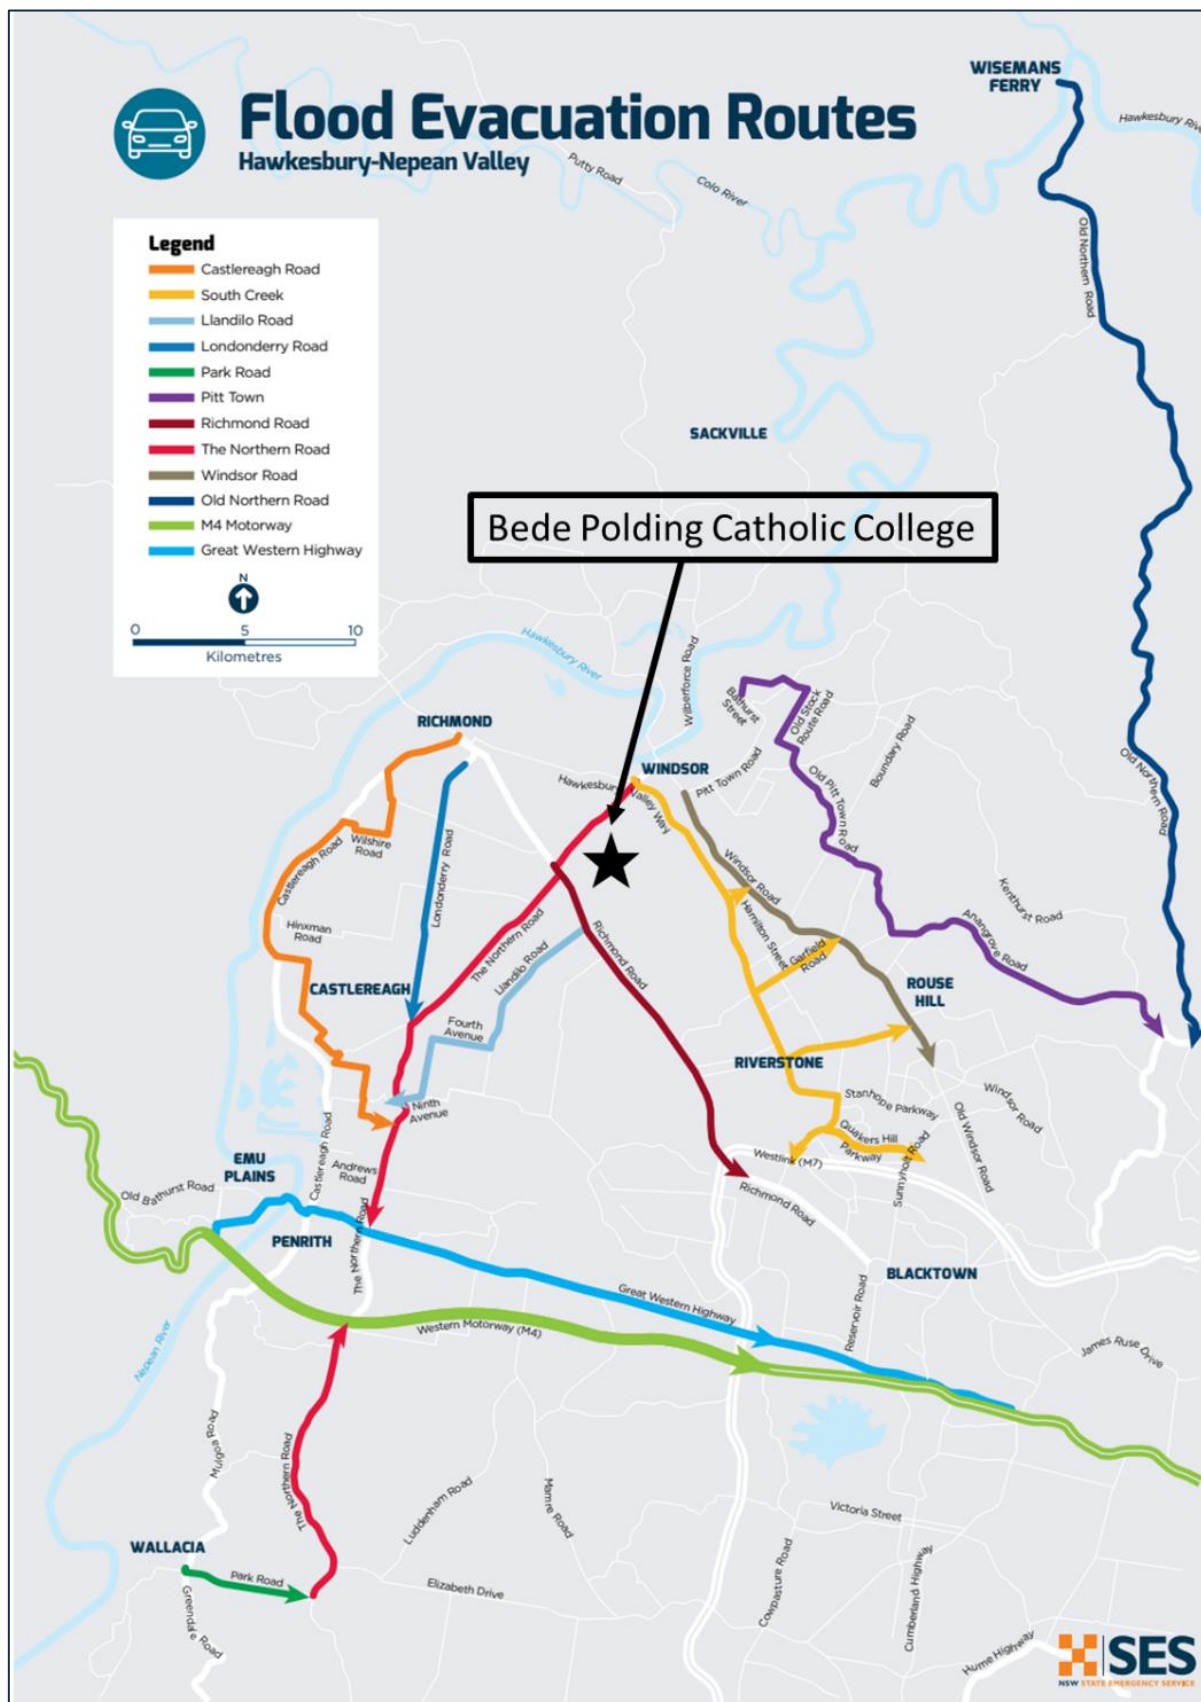 Flood Evacuation Routes
Hawkesbury-Nepean Valley
WISEMANS
FERRY
Hawkesbury Rive
Putty Road
Colo River
Legend
Castlereagh Road
South Creek
Llandilo Road
Londonderry Road
Park Road
Pitt Town
Richmond Road
The Northern Road
Windsor Road
Old Northern Road
M4 Motorway
Great Western Highway
N
0 5 10
Kilometres
Old Northern Road
SACKVILLE
Bede Polding Catholic College
Hawkesbury River
Wilberforce Road
Bathurst
Street
Old Stock
Route Road
RICHMOND
Boundary Road
WINDSOR
Pitt Town Road
Hawkesbury Valley Way
Old Pitt Town Road
Old Northern Road
Castlereagh Road
Wilshire
Road
Londonderry Road
Windsor Road
Kenthurst Road
Hinxman
Road
The Northern Road
Llandilo Road
Richmond Road
Hamilton Street
Garfield
Road
Anangrove Road
CASTLEREAGH
ROUSE
HILL
Fourth
Avenue
RIVERSTONE
Ninth
Avenue
Stanhope Parkway
Windsor Road
Old Windsor Road
Quakers Hill
Parkway
Sunnyholt Road
Castlereagh Road
EMU
PLAINS
Andrews
Road
Westlink (M7)
Old Bathurst Road
Richmond Road
PENRITH
The Northern Road
BLACKTOWN
Great Western Highway
Reservoir Road
Western Motorway (M4)
James Ruse Drive
Nepean River
Mulgoa Road
The Northern Road
Luddenham Road
Mamre Road
Victoria Street
WALLACIA
Park Road
Greendale Road
Elizabeth Drive
Cowpasture Road
Cumberland Highway
Hume Highway
SES
NSW STATE EMERGENCY SERVICE